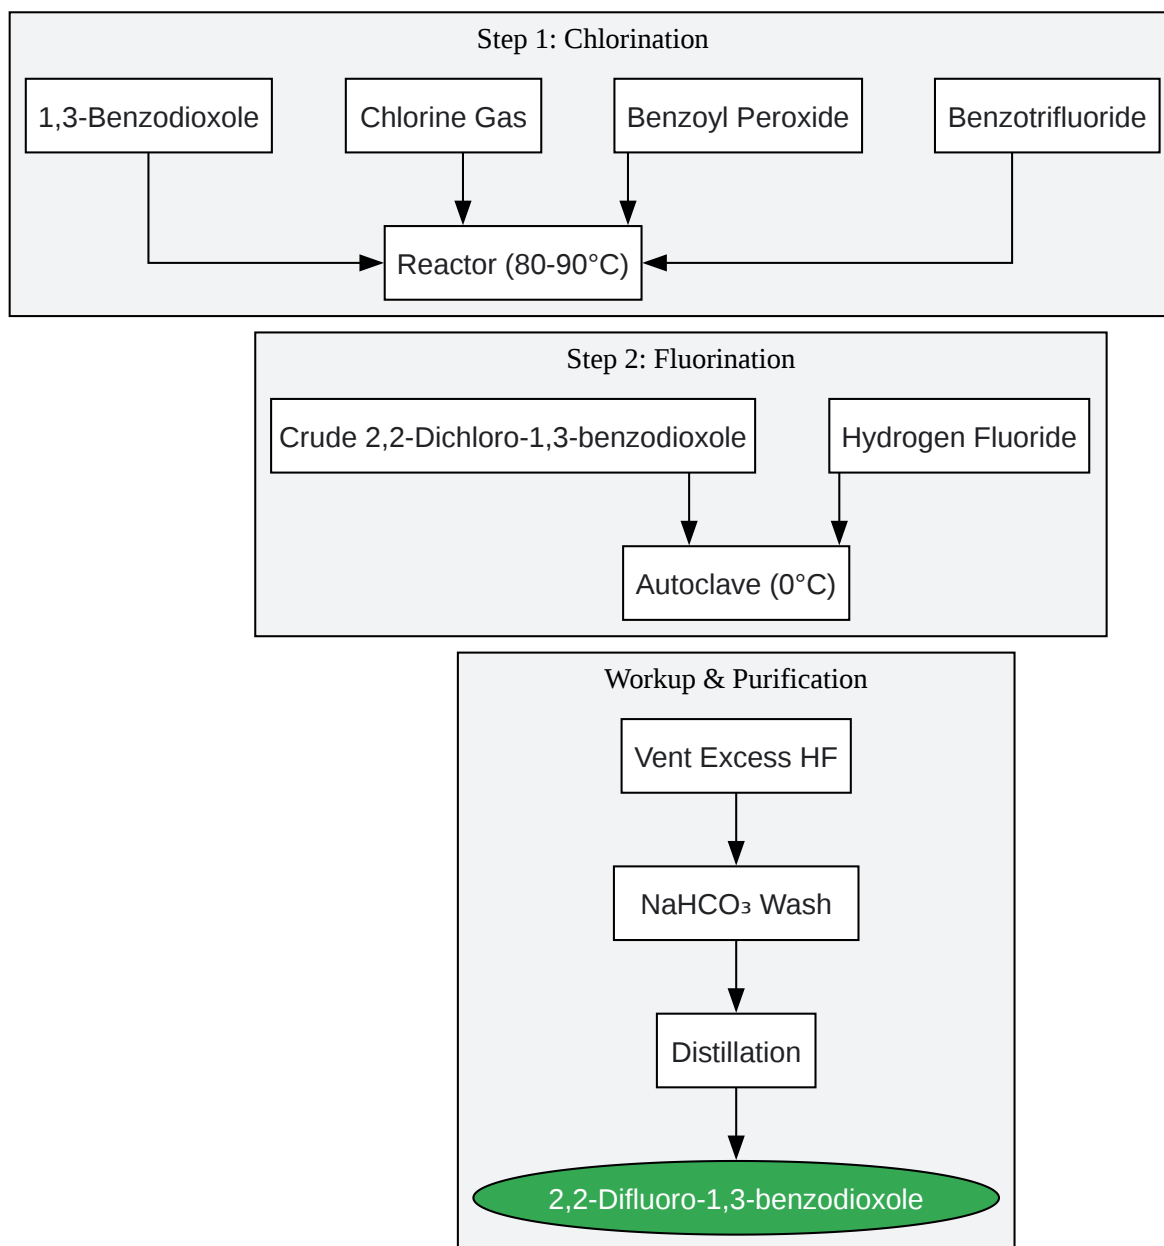 Step 1: Chlorination
1,3-Benzodioxole
Chlorine Gas
Benzoyl Peroxide
Benzotrifluoride
Reactor (80-90°C)
Step 2: Fluorination
Crude 2,2-Dichloro-1,3-benzodioxole
Hydrogen Fluoride
Autoclave (0°C)
Workup & Purification
Vent Excess HF
NaHCO₃ Wash
Distillation
2,2-Difluoro-1,3-benzodioxole